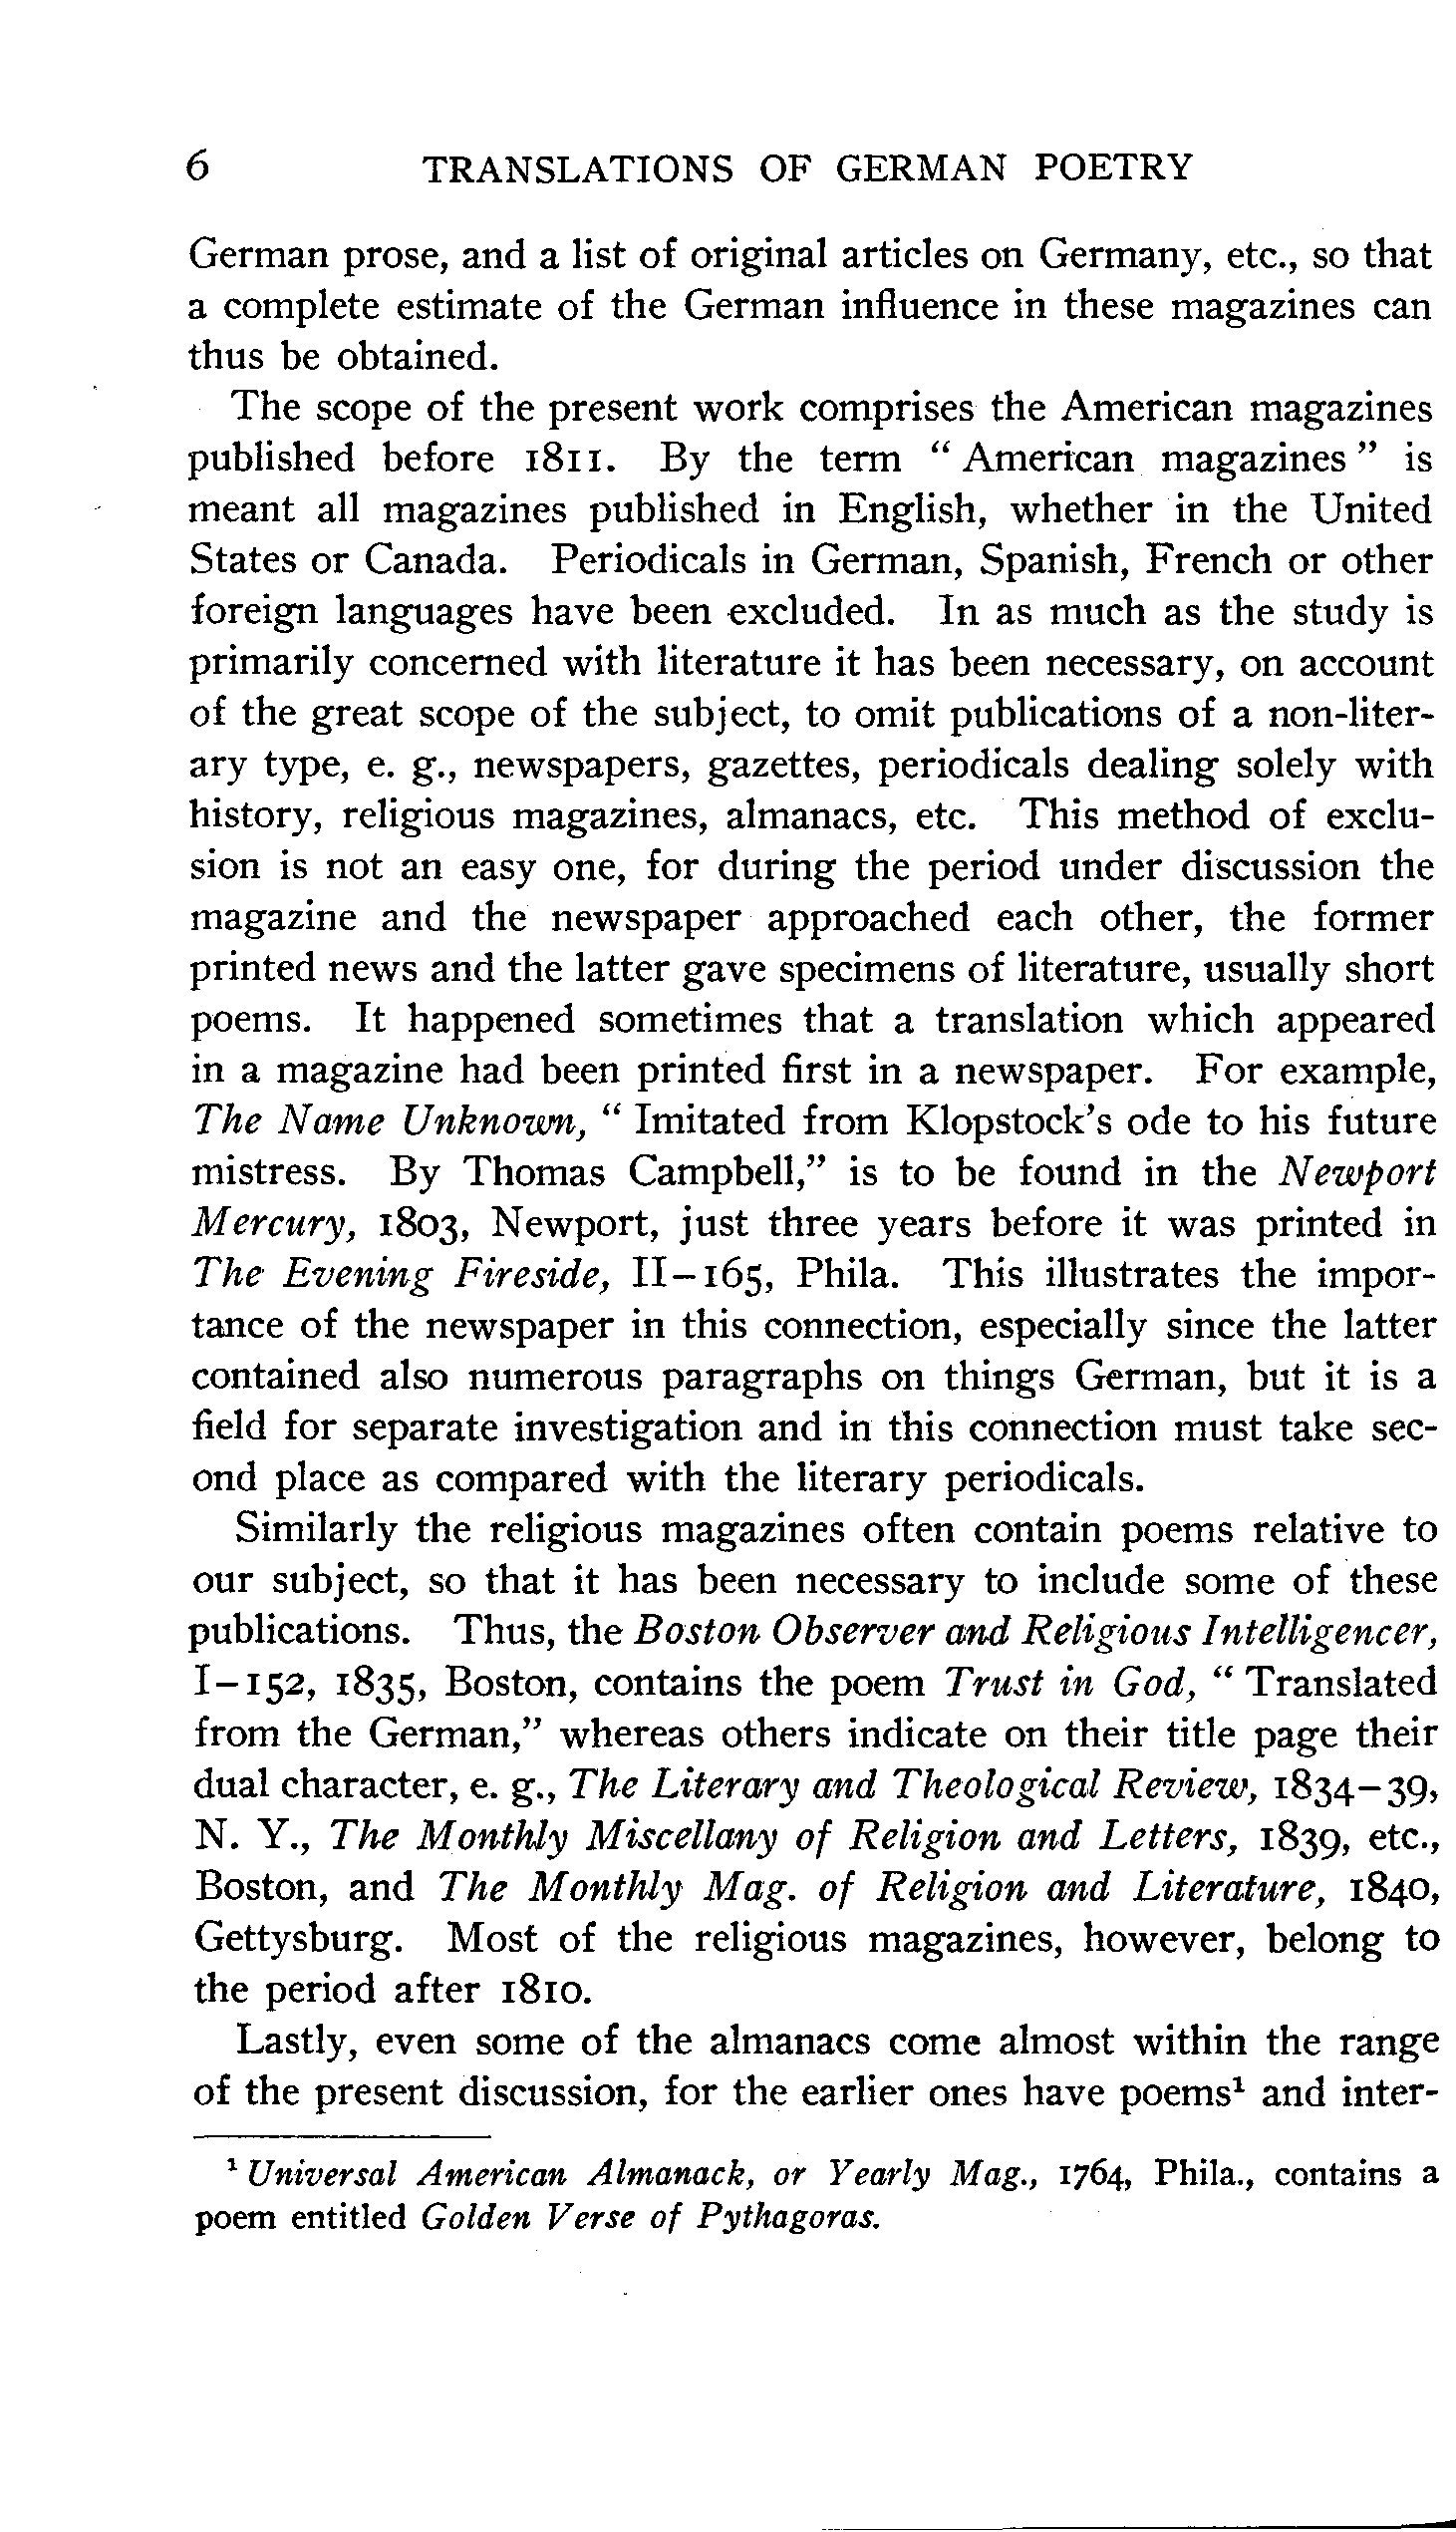 6 TRANSLATIONS OF GERMAN POETRY
German prose, and a list of original articles on Germany, etc., so that
a complete estimate of the German influence in these magazines can
thus be obtained.
The scope of the present work comprises the American magazines
published before 1811. By the term " American magazines " is
meant all magazines published in English, whether in the United
States or Canada. Periodicals in German, Spanish, French or other
foreign languages have been excluded. In as much as the study is
primarily concerned with literature it has been necessary, on account
of the great scope of the subject, to omit publications of a non-liter-
ary type, e. g., newspapers, gazettes, periodicals dealing solely with
history, religious magazines, almanacs, etc. This method of exclu-
sion is not an easy one, for during the period under discussion the
magazine and the newspaper approached each other, the former
printed news and the latter gave specimens of literature, usually short
poems. It happened sometimes that a translation which appeared
in a magazine had been printed first in a newspaper. For example,
The Name Unknown, " Imitated from Klopstock's ode to his future
mistress. By Thomas Campbell," is to be found in the Newport
Mercury, 1803, Newport, just three years before it was printed in
The Evening Fireside, II–165, Phila. This illustrates the impor-
tance of the newspaper in this connection, especially since the latter
contained also numerous paragraphs on things German, but it is a
field for separate investigation and in this connection must take sec-
ond place as compared with the literary periodicals.
Similarly the religious magazines often contain poems relative to
our subject, so that it has been necessary to include some of these
publications. Thus, the Boston Observer and Religious Intelligencer,
I–152, 1835, Boston, contains the poem Trust in God, " Translated
from the German," whereas others indicate on their title page their
dual character, e. g., The Literary and Theological Review, 1834–39,
N. Y., The Monthly Miscellany of Religion and Letters, 1839, etc.,
Boston, and The Monthly Mag. of Religion and Literature, 1840,
Gettysburg. Most of the religious magazines, however, belong to
the period after 1810.
Lastly, even some of the almanacs come almost within the range
of the present discussion, for the earlier ones have poems¹ and inter-
¹ Universal American Almanack, or Yearly Mag., 1764, Phila., contains a
poem entitled Golden Verse of Pythagoras.